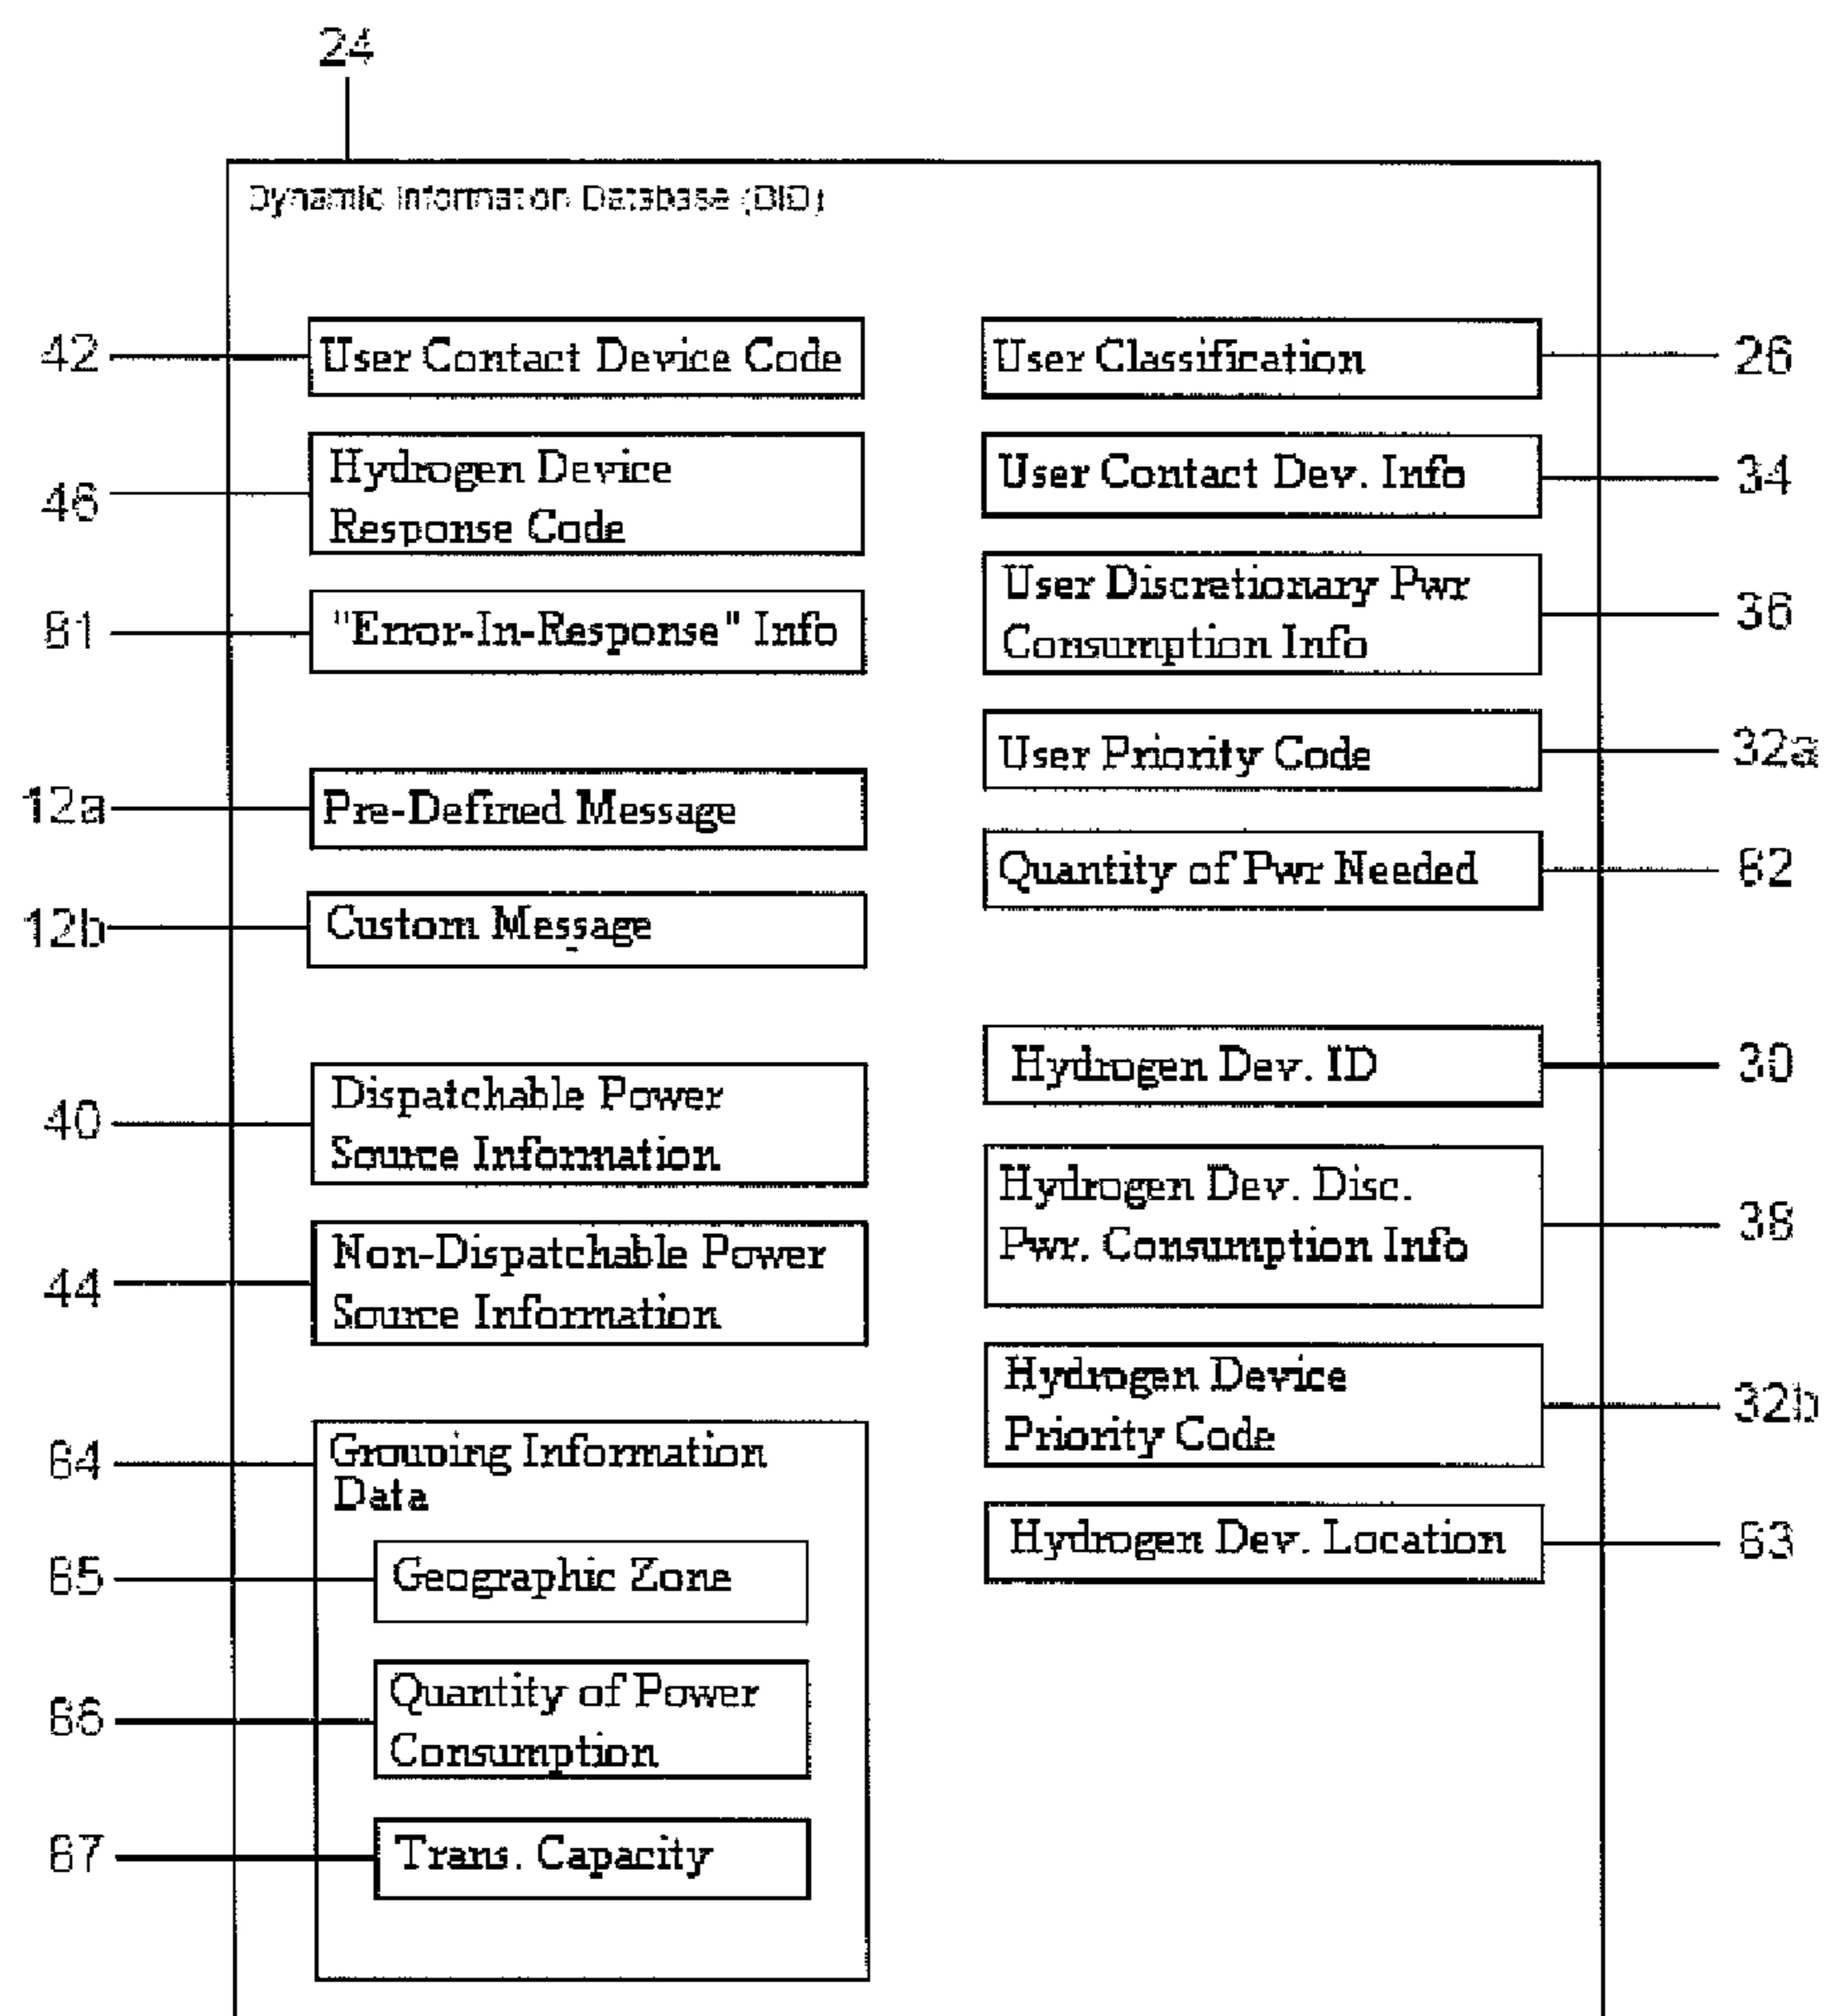 24
Dynamic Information Database (DID)
42
User Contact Device Code
46
Hydrogen Device
Response Code
61
"Error-In-Response" Info
12a
Pre-Defined Message
12b
Custom Message
40
Dispatchable Power
Source Information
44
Non-Dispatchable Power
Source Information
64
Grouping Information
Data
65
Geographic Zone
66
Quantity of Power
Consumption
67
Trans. Capacity
User Classification
26
User Contact Dev. Info
34
User Discretionary Pwr
Consumption Info
36
User Priority Code
32a
Quantity of Pwr Needed
62
Hydrogen Dev. ID
30
Hydrogen Dev. Disc.
Pwr. Consumption Info
38
Hydrogen Device
Priority Code
32b
Hydrogen Dev. Location
63